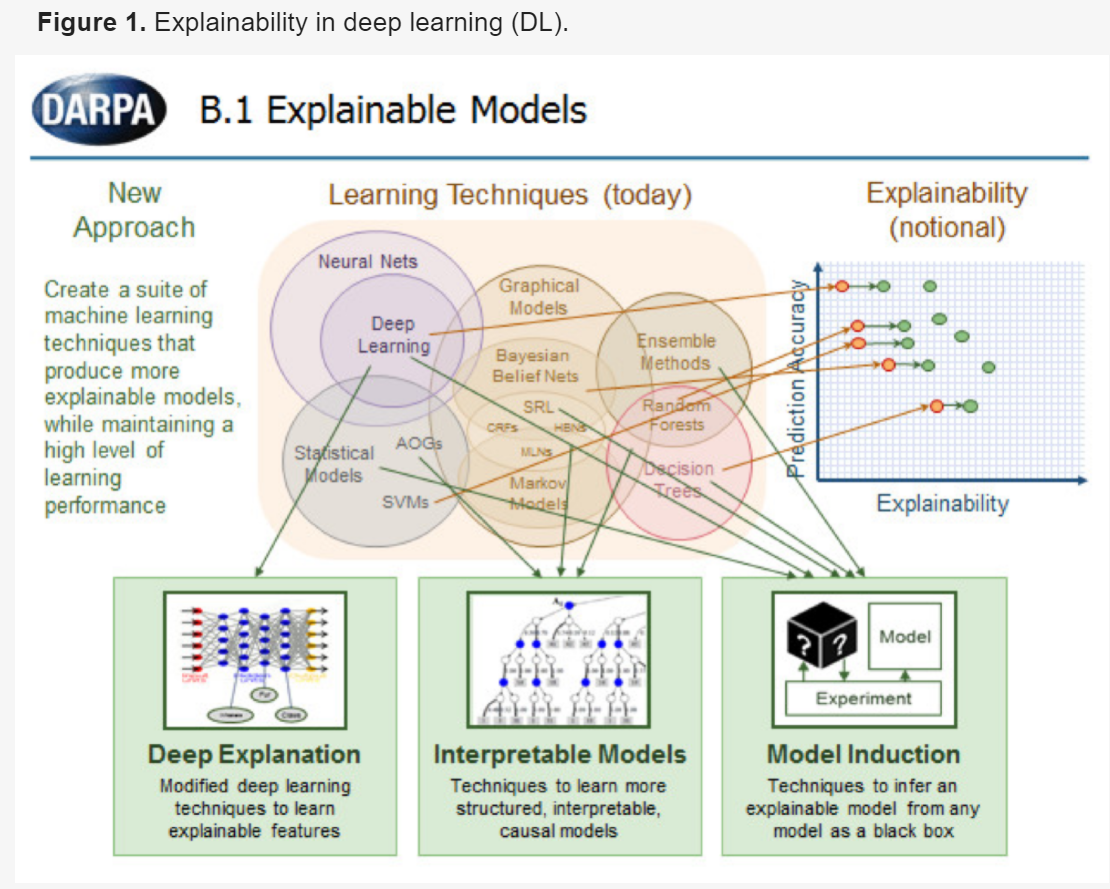 Figure 1. Explainability in deep learning (DL).
DARPA
B.1 Explainable Models
New
Approach
Create a suite of
machine learning
techniques that
produce more
explainable models,
while maintaining a
high level of
learning
performance
Learning Techniques (today)
Neural Nets
Deep
Learning
Graphical
Models
Bayesian
Belief Nets
SRL
CRFs
HBNs
MLNs
Markov
Models
Ensemble
Methods
Random
Forests
Decision
Trees
Statistical
Models
AOGs
SVMs
Explainability
(notional)
Prediction Accuracy
Explainability
Deep Explanation
Modified deep learning
techniques to learn
explainable features
Interpretable Models
Techniques to learn more
structured, interpretable,
causal models
? ?
Model
Experiment
Model Induction
Techniques to infer an
explainable model from any
model as a black box